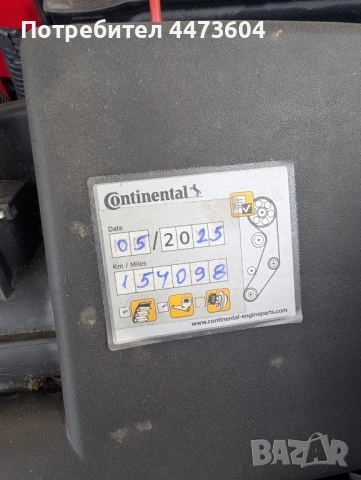 Потребител 4473604
Continental
Date
05/2025
Km / Miles
154098
www.continental-engineparts.com
BAZAR